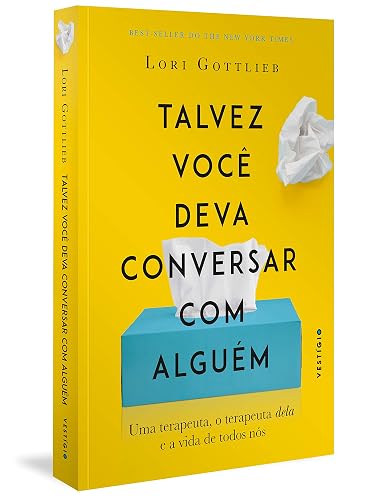 BEST-SELLER DO THE NEW YORK TIMES
LORI GOTTLIEB
TALVEZ
VOCÊ
DEVA
CONVERSAR
COM
ALGUÉM
Uma terapeuta, o terapeuta dela
e a vida de todos nós
VESTÍGIO
LORI GOTTLIEB
TALVEZ VOCÊ DEVA CONVERSAR COM ALGUÉM
VESTÍGIO